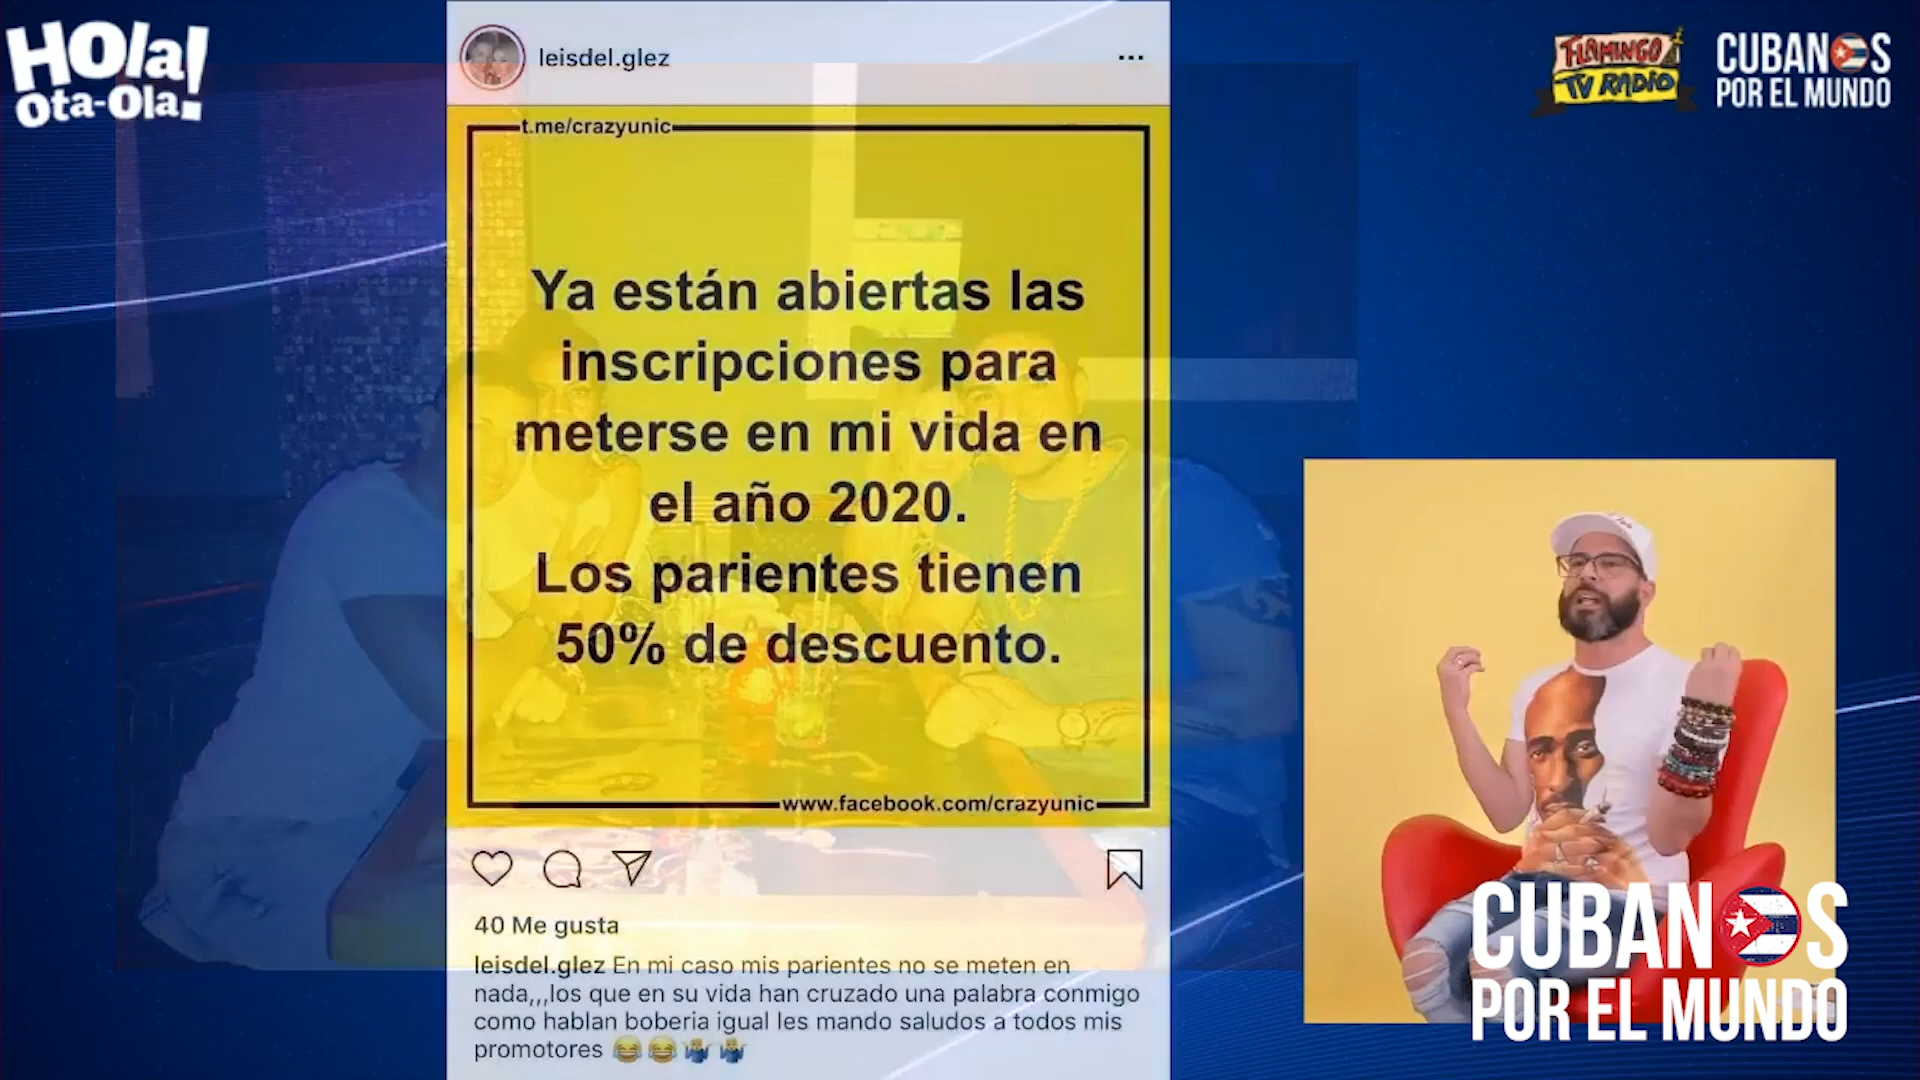 HOla!
Ota-Ola!
leisdel.glez
FLAMINGO
TV RADIO
CUBANOS
POR EL MUNDO
t.me/crazyunic
Ya están abiertas las
inscripciones para
meterse en mi vida en
el año 2020.
Los parientes tienen
50% de descuento.
www.facebook.com/crazyunic
40 Me gusta
leisdel.glez En mi caso mis parientes no se meten en
nada,,,los que en su vida han cruzado una palabra conmigo
como hablan boberia igual les mando saludos a todos mis
promotores 😂😂🤷‍♂️🤷‍♂️
CUBANOS
POR EL MUNDO